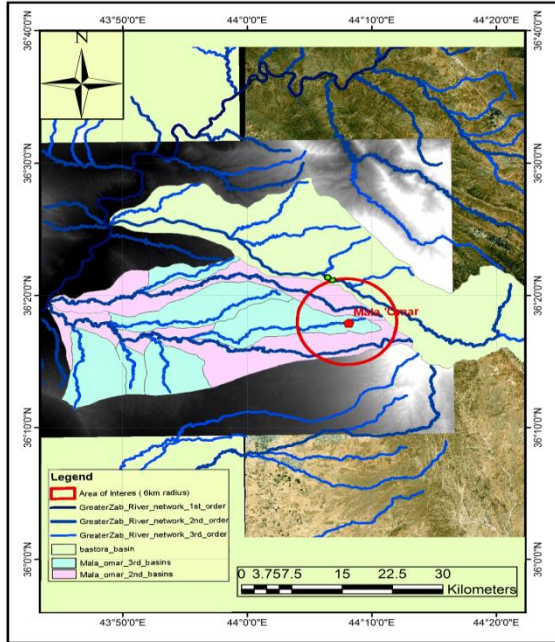 43°50'0"E 44°0'0"E 44°10'0"E 44°20'0"E
36°40'0"N
36°40'0"N
N
36°30'0"N
36°30'0"N
36°20'0"N
36°20'0"N
Mala 'Omar
36°10'0"N
36°10'0"N
36°0'0"N
36°0'0"N
Legend
Area of Interes ( 6km radius)
GreaterZab_River_network_1st_order
GreaterZab_River_network_2nd_order
GreaterZab_River_network_3rd_order
bastora_basin
Mala_omar_3rd_basins
Mala_omar_2nd_basins
0 3.757.5 15 22.5 30
Kilometers
43°50'0"E 44°0'0"E 44°10'0"E 44°20'0"E